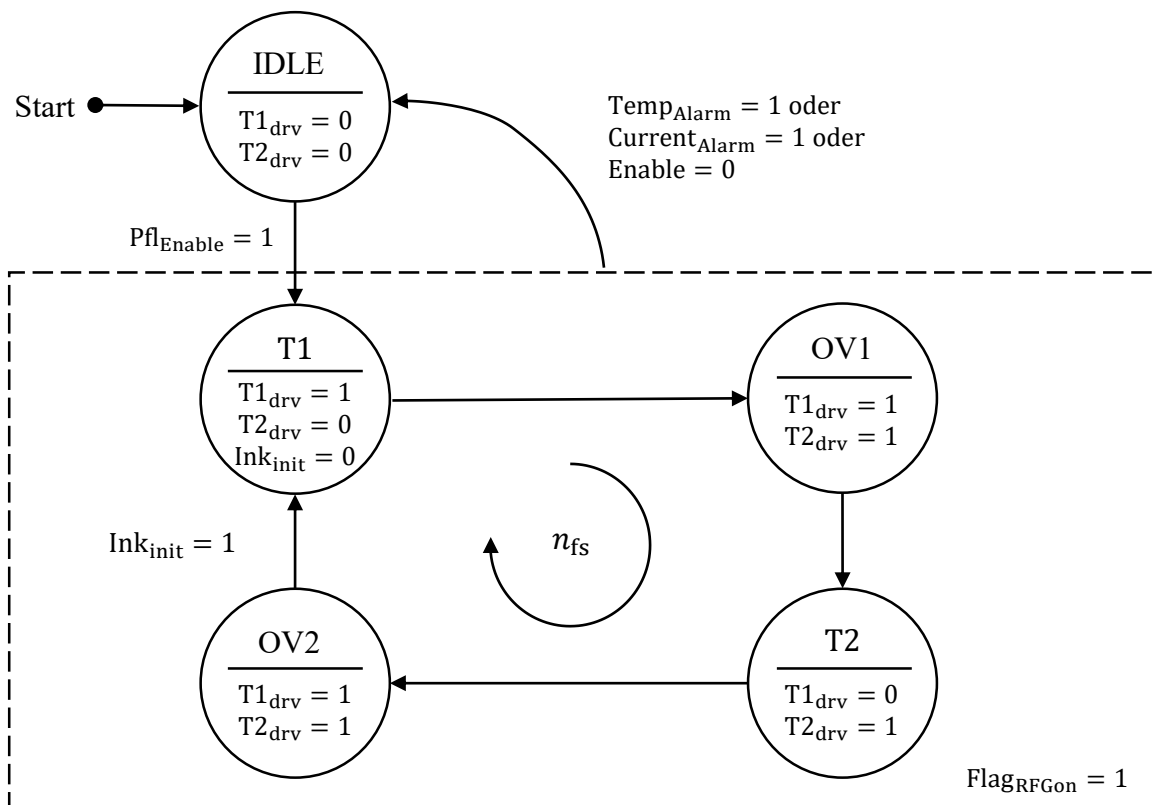 IDLE
Start
T1drv = 0
T2drv = 0
TempAlarm = 1 oder
CurrentAlarm = 1 oder
Enable = 0
PflEnable = 1
T1
T1drv = 1
T2drv = 0
Inkinit = 0
OV1
T1drv = 1
T2drv = 1
Inkinit = 1
nfs
OV2
T1drv = 1
T2drv = 1
T2
T1drv = 0
T2drv = 1
FlagRFGon = 1